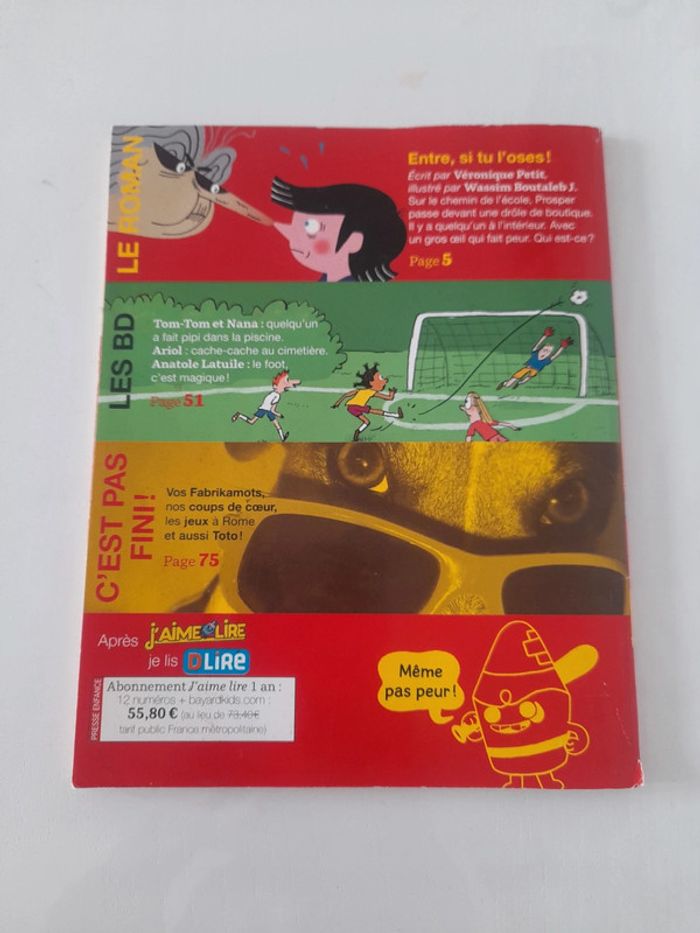 LE ROMAN
Entre, si tu l'oses !
Écrit par Véronique Petit,
illustré par Wassim Boutaleb J.
Sur le chemin de l'école, Prosper
passe devant une drôle de boutique.
Il y a quelqu'un à l'intérieur. Avec
un gros œil qui fait peur. Qui est-ce ?
Page 5
LES BD
Tom-Tom et Nana : quelqu'un
a fait pipi dans la piscine.
Ariol : cache-cache au cimetière.
Anatole Latuile : le foot,
c'est magique !
Page 51
C'EST PAS
FINI !
Vos Fabrikamots,
nos coups de cœur,
les jeux à Rome
et aussi Toto !
Page 75
Après J'AIME LIRE
je lis DLiRE
PRESSE ENFANCE
Abonnement J'aime lire 1 an :
12 numéros + bayardkids.com :
55,80 € (au lieu de 73,40€
tarif public France métropolitaine)
Même
pas peur !